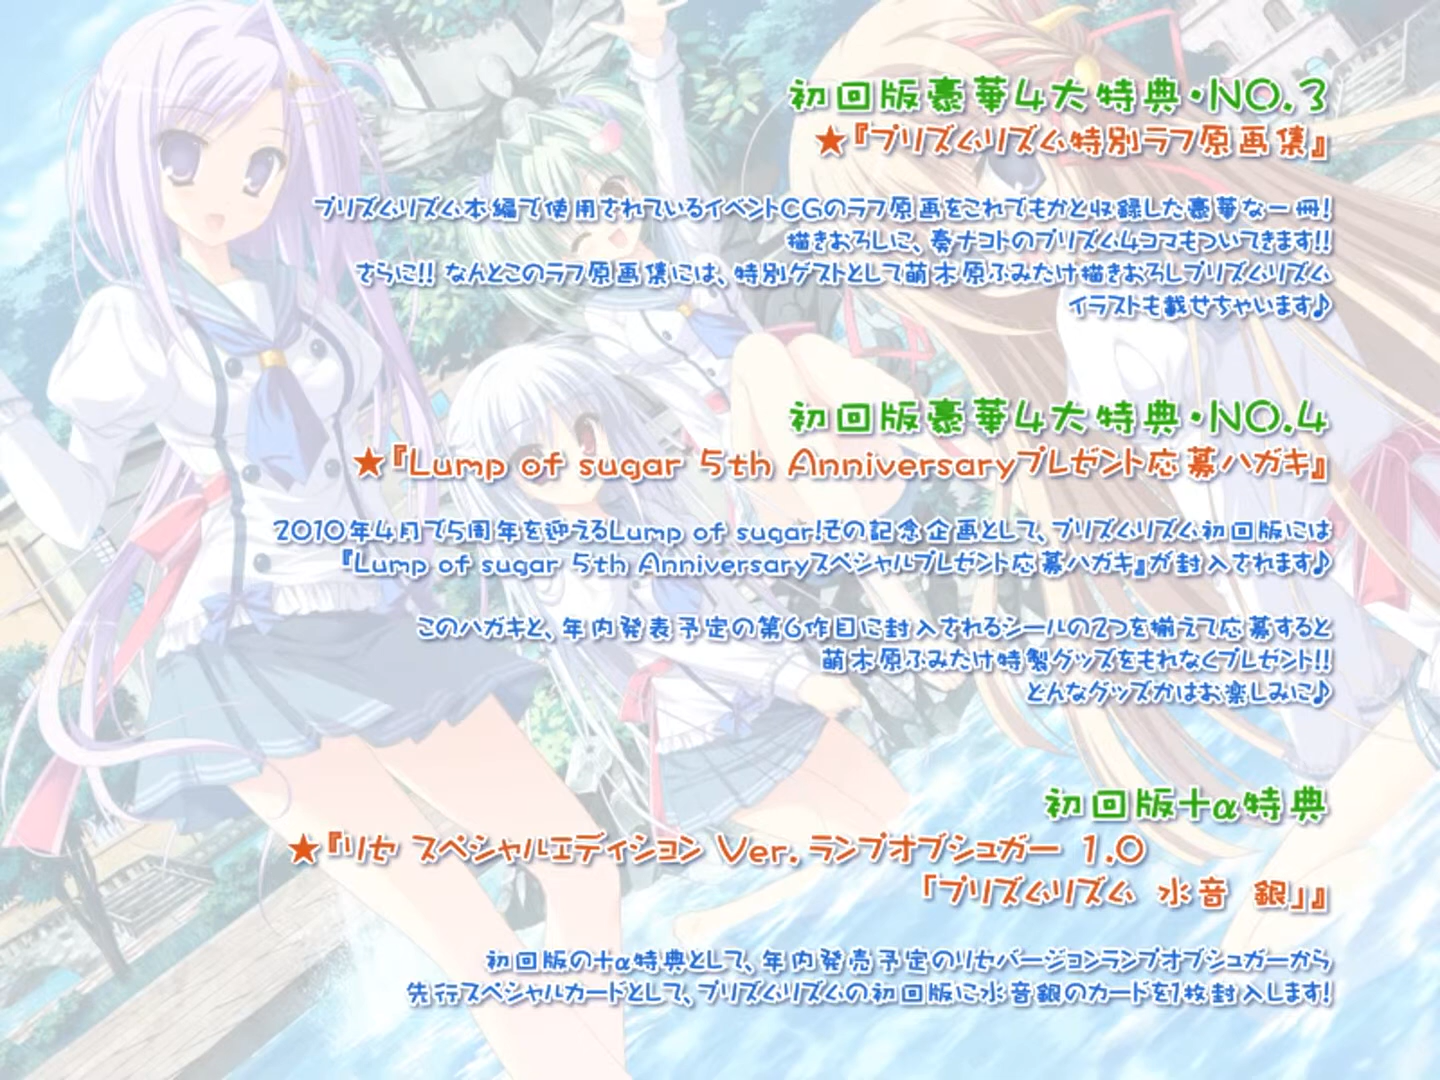 初回版豪華4大特典・NO.3
★『プリズムリズム特別ラフ原画集』
プリズムリズム本編で使用されているイベントCGのラフ原画をこれでもかと収録した豪華な一冊!
描きおろしに、奏ナコトのプリズム4コマもついてきます!!
さらに!! なんとこのラフ原画集には、特別ゲストとして萌木原ふみたけ描きおろしプリズムリズム
イラストも載せちゃいます♪
初回版豪華4大特典・NO.4
★『Lump of sugar 5th Anniversaryプレゼント応募ハガキ』
2010年4月で5周年を迎えるLump of sugar!その記念企画として、プリズムリズム初回版には
『Lump of sugar 5th Anniversaryスペシャルプレゼント応募ハガキ』が封入されます♪
このハガキと、年内発表予定の第6作目に封入されるシールの2つを揃えて応募すると
萌木原ふみたけ特製グッズをもれなくプレゼント!!
どんなグッズかはお楽しみに♪
初回版+α特典
★『リセ スペシャルエディション Ver.ランプオブシュガー 1.0
「プリズムリズム 水音 銀」』
初回版の+α特典として、年内発売予定のリセバージョンランプオブシュガーから
先行スペシャルカードとして、プリズムリズムの初回版に水音銀のカードを1枚封入します!